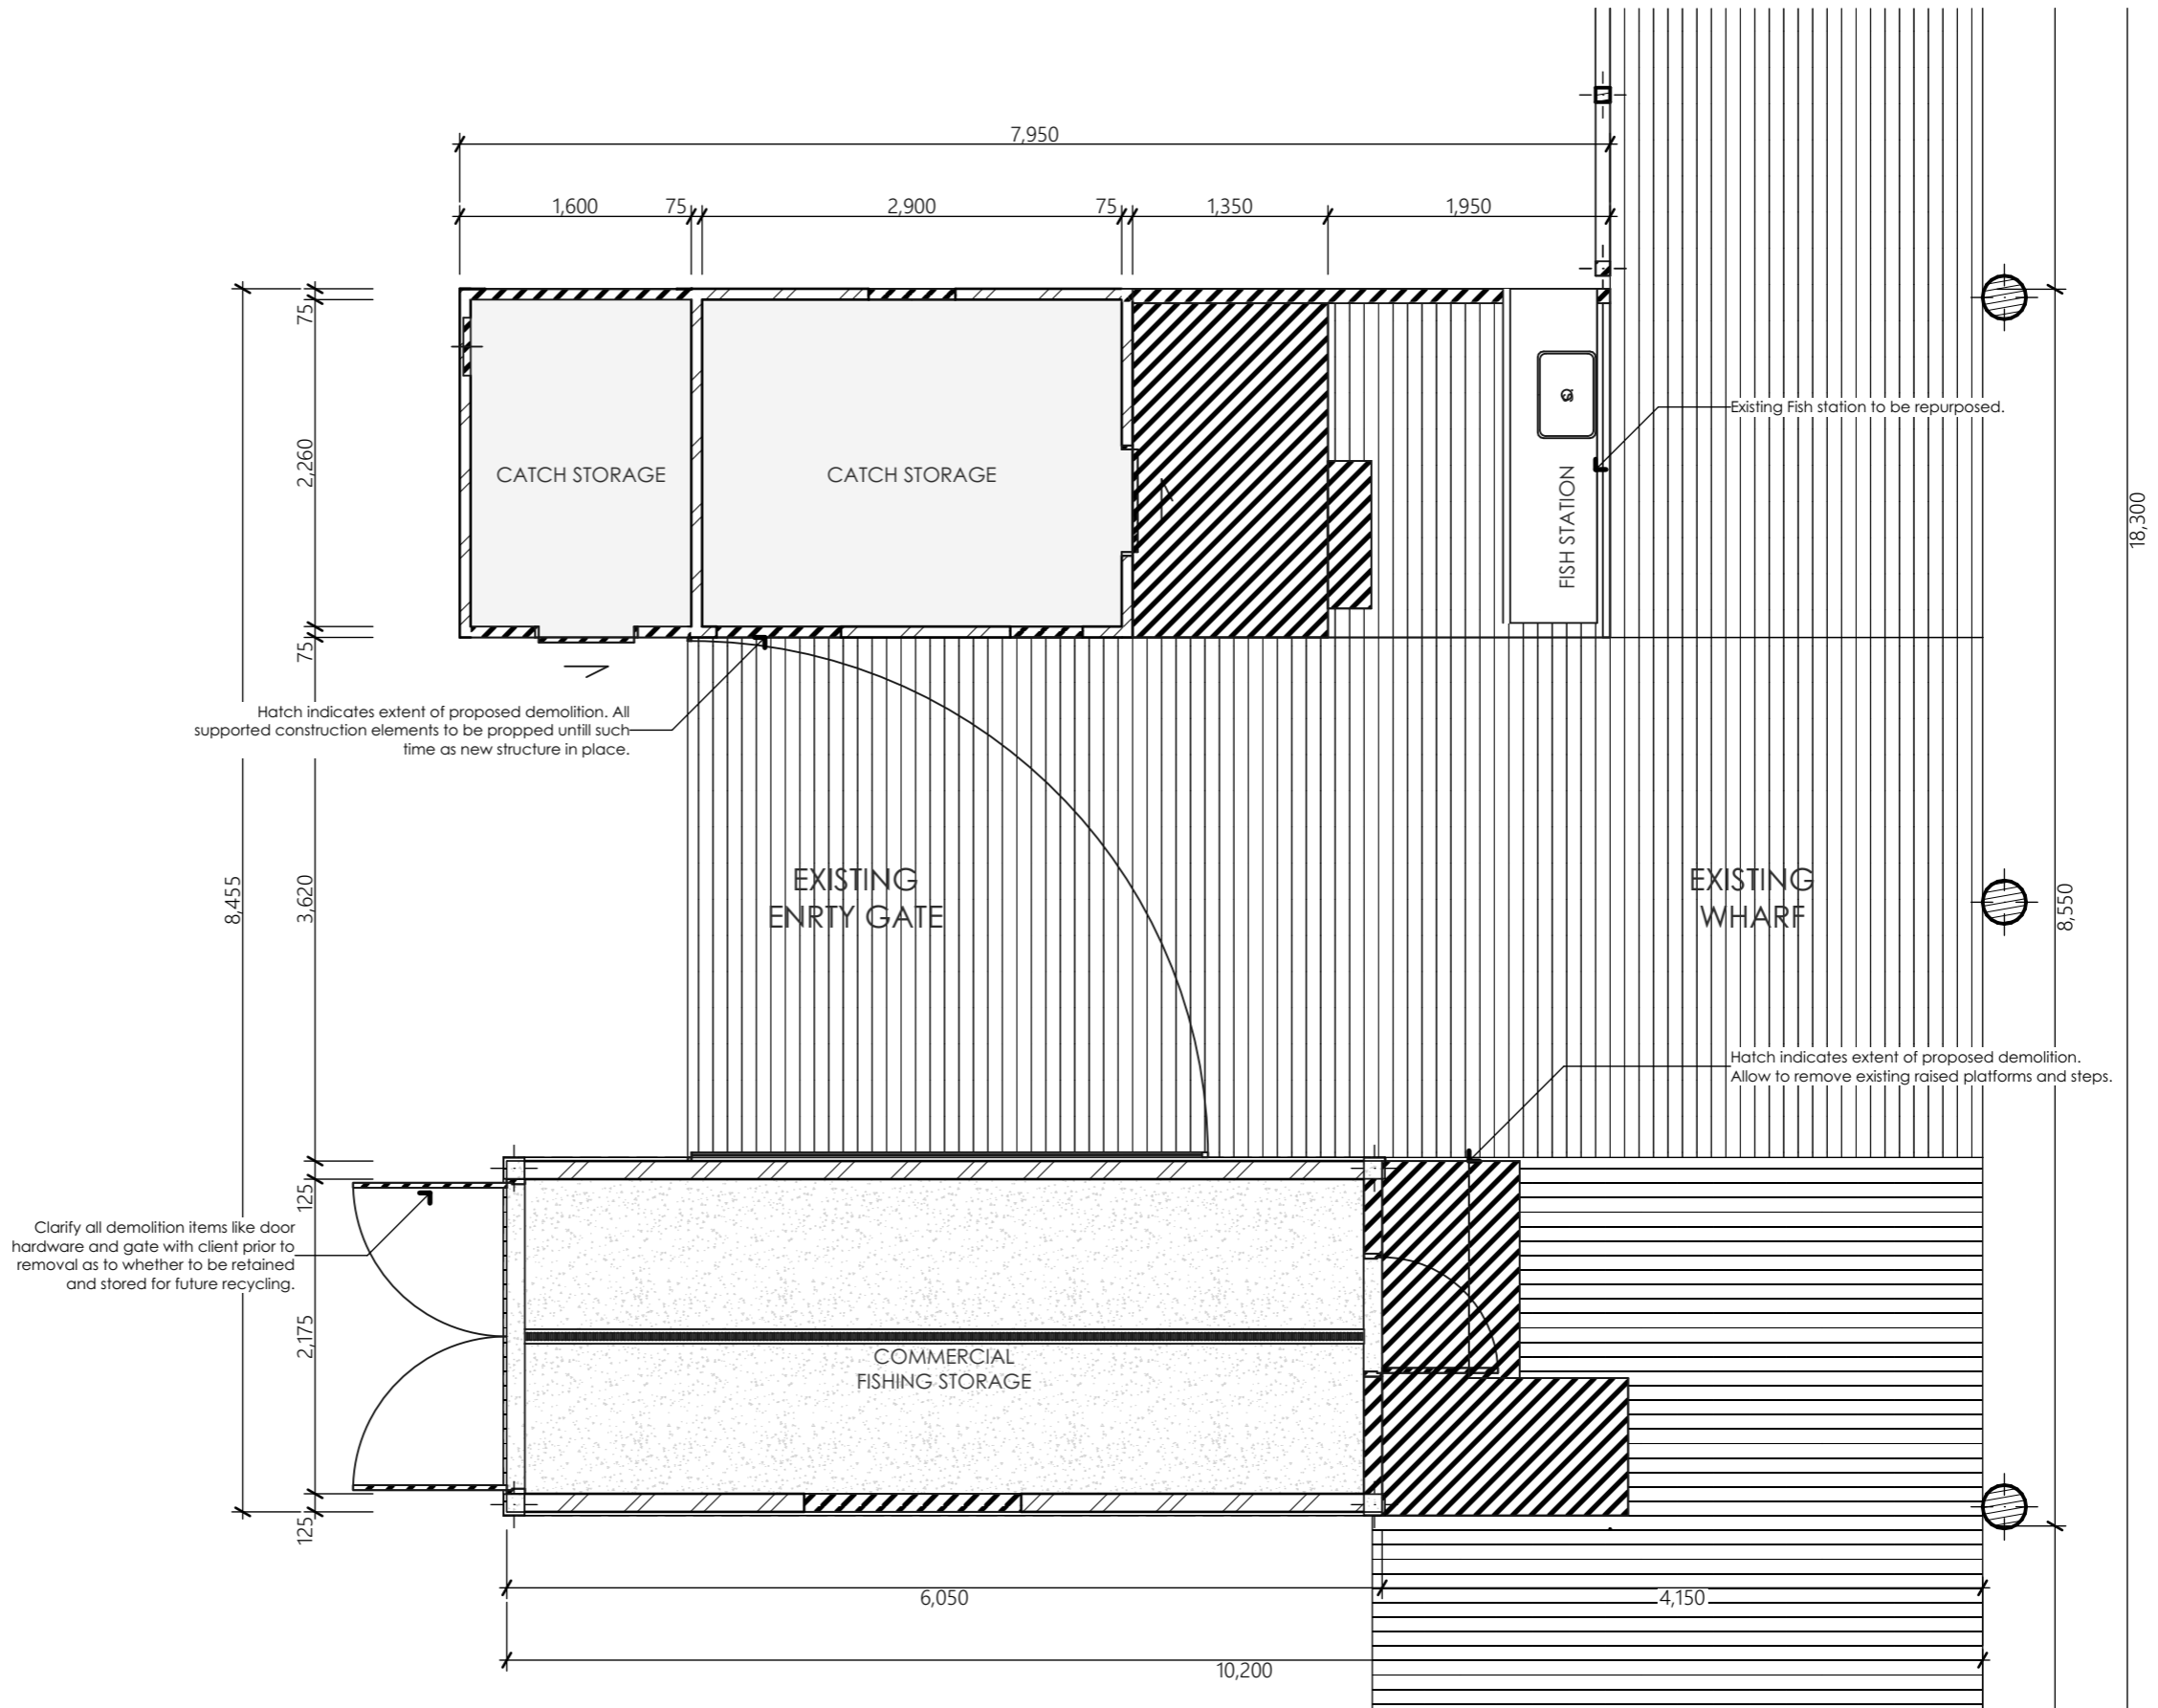 7,950
1,600
75
2,900
75
1,350
1,950
75
2,260
75
8,455
3,620
125
2,175
125
CATCH STORAGE
CATCH STORAGE
FISH STATION
Existing Fish station to be repurposed.
18,300
Hatch indicates extent of proposed demolition. All
supported construction elements to be propped untill such
time as new structure in place.
EXISTING
ENRTY GATE
EXISTING
WHARF
8,550
Hatch indicates extent of proposed demolition.
Allow to remove existing raised platforms and steps.
Clarify all demolition items like door
hardware and gate with client prior to
removal as to whether to be retained
and stored for future recycling.
COMMERCIAL
FISHING STORAGE
6,050
4,150
10,200